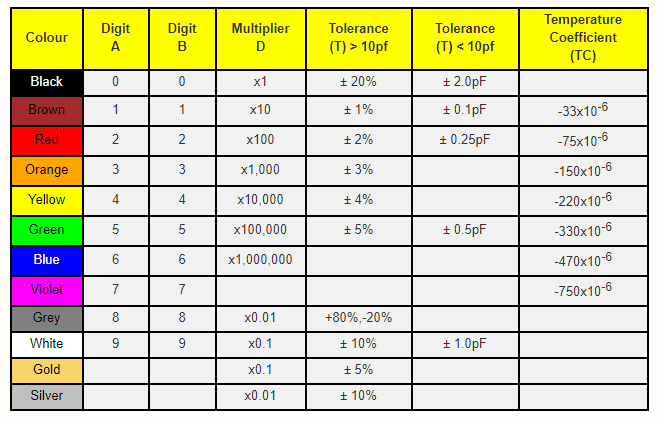 Colour Digit A Digit B Multiplier D Tolerance (T) > 10pf Tolerance (T) < 10pf Temperature Coefficient (TC)
Black 0 0 x1 ± 20% ± 2.0pF
Brown 1 1 x10 ± 1% ± 0.1pF -33x10-6
Red 2 2 x100 ± 2% ± 0.25pF -75x10-6
Orange 3 3 x1,000 ± 3% -150x10-6
Yellow 4 4 x10,000 ± 4% -220x10-6
Green 5 5 x100,000 ± 5% ± 0.5pF -330x10-6
Blue 6 6 x1,000,000 -470x10-6
Violet 7 7 -750x10-6
Grey 8 8 x0.01 +80%,-20%
White 9 9 x0.1 ± 10% ± 1.0pF
Gold x0.1 ± 5%
Silver x0.01 ± 10%